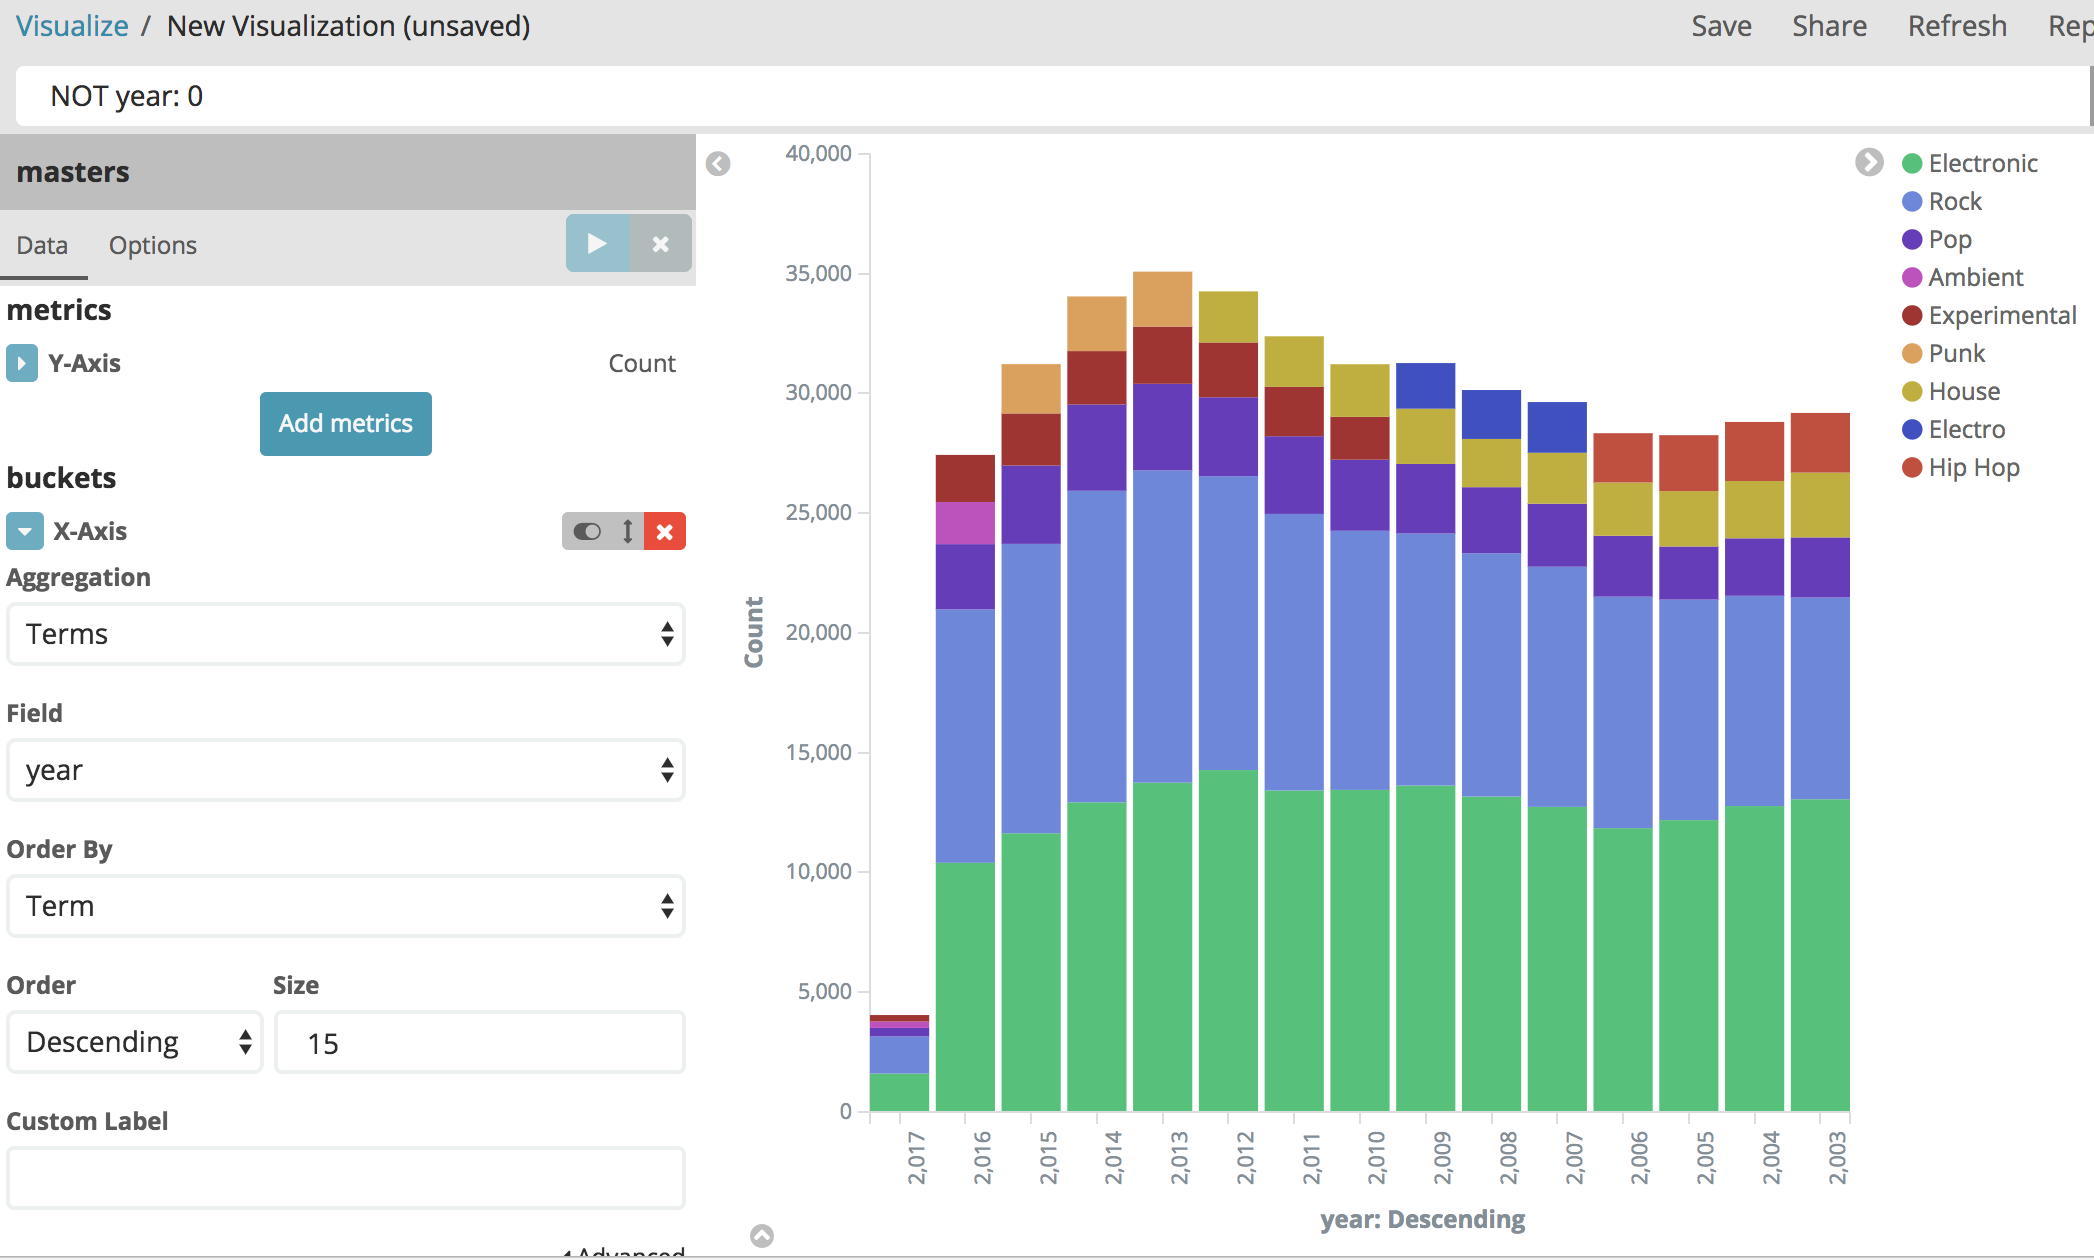 Visualize / New Visualization (unsaved)
Save Share Refresh Rep
NOT year: 0
masters
Data Options
metrics
Y-Axis Count
Add metrics
buckets
X-Axis
Aggregation
Terms
Field
year
Order By
Term
Order Size
Descending 15
Custom Label
Advanced
40,000
35,000
30,000
25,000
20,000
15,000
10,000
5,000
0
Count
2,017 2,016 2,015 2,014 2,013 2,012 2,011 2,010 2,009 2,008 2,007 2,006 2,005 2,004 2,003
year: Descending
Electronic
Rock
Pop
Ambient
Experimental
Punk
House
Electro
Hip Hop